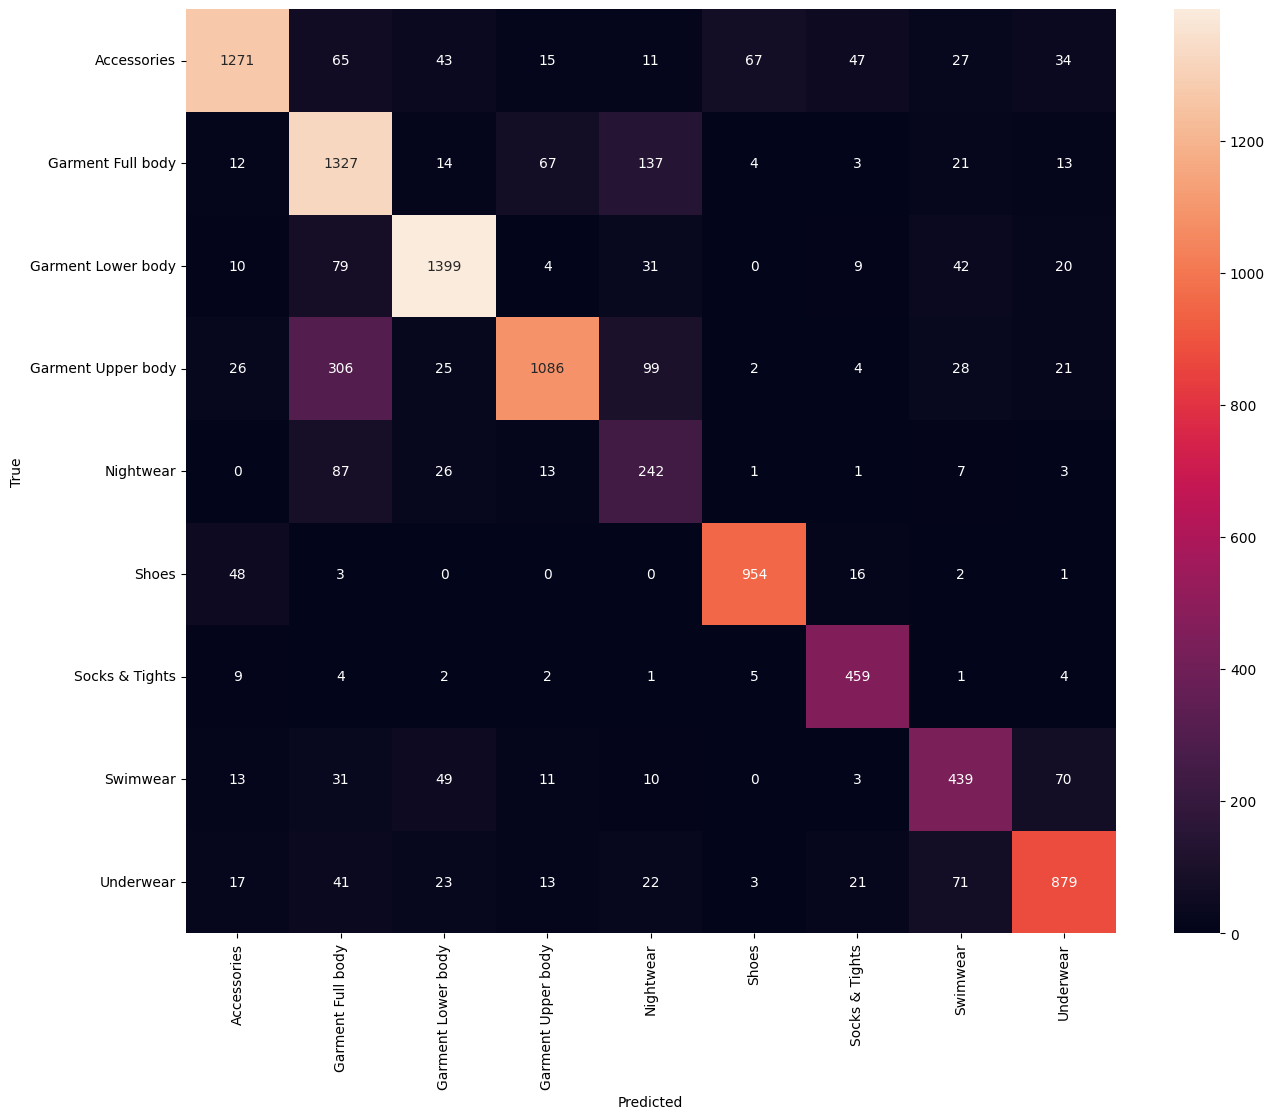 Accessories 1271 65 43 15 11 67 47 27 34
Garment Full body 12 1327 14 67 137 4 3 21 13
Garment Lower body 10 79 1399 4 31 0 9 42 20
Garment Upper body 26 306 25 1086 99 2 4 28 21
Nightwear 0 87 26 13 242 1 1 7 3
Shoes 48 3 0 0 0 954 16 2 1
Socks & Tights 9 4 2 2 1 5 459 1 4
Swimwear 13 31 49 11 10 0 3 439 70
Underwear 17 41 23 13 22 3 21 71 879
True
Accessories
Garment Full body
Garment Lower body
Garment Upper body
Nightwear
Shoes
Socks & Tights
Swimwear
Underwear
Predicted
1200
1000
800
600
400
200
0